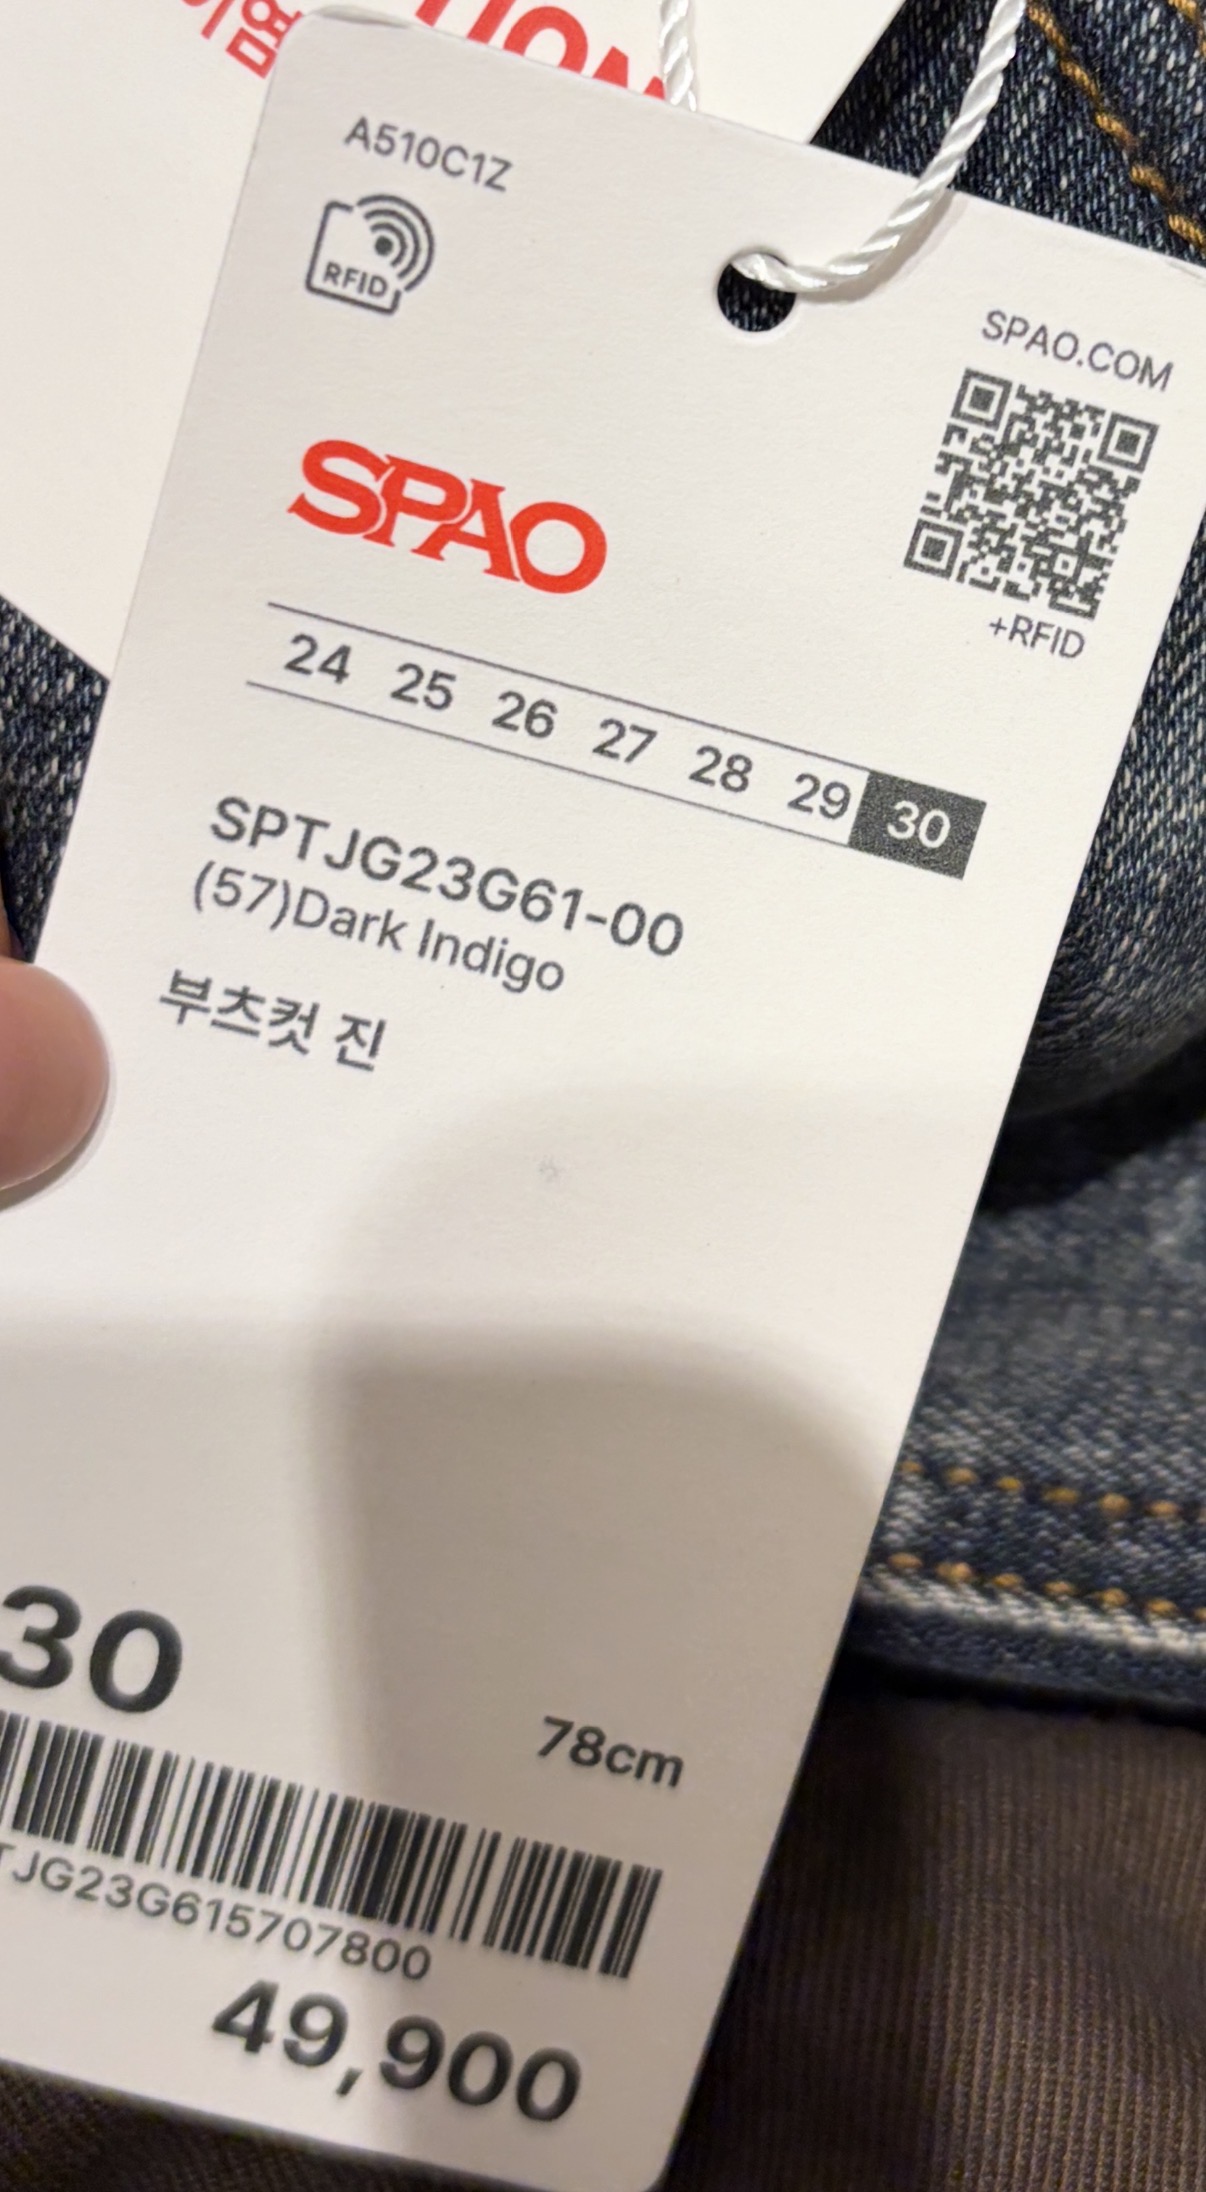 A510C1Z
RFID
SPAO.COM
+RFID
SPAO
24 25 26 27 28 29 30
SPTJG23G61-00
(57)Dark Indigo
부츠컷 진
30
78cm
TJG23G615707800
49,900